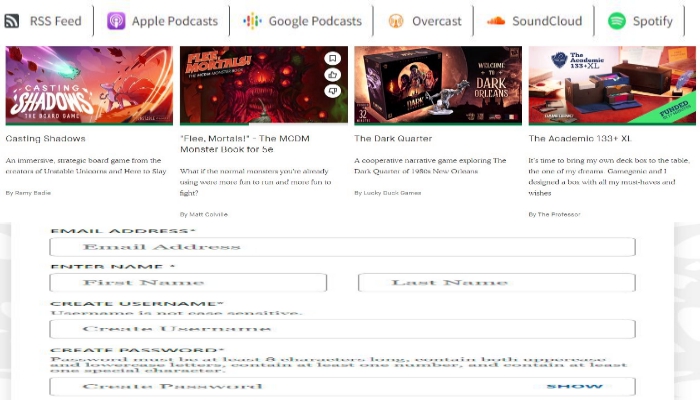 RSS Feed Apple Podcasts Google Podcasts Overcast SoundCloud Spotify
CASTING
SHADOWS
THE BOARD GAME
FLEE,
MORTALS!
THE MCDM MONSTER BOOK
WELCOME
TO
DARK
ORLEANS
32
The Academic
133+XL
FUNDED
Casting Shadows
An immersive, strategic board game from the
creators of Unstable Unicorns and Here to Slay
By Ramy Badie
"Flee, Mortals!" - The MCDM
Monster Book for 5e
What if the normal monsters you're already
using were more fun to run and more fun to
fight?
By Matt Colville
The Dark Quarter
A cooperative narrative game exploring The
Dark Quarter of 1980s New Orleans
By Lucky Duck Games
The Academic 133+ XL
It's time to bring my own deck box to the table,
the one of my dreams. Gamegenic and I
designed a box with all my must-haves and
wishes
By The Professor
EMAIL ADDRESS*
Email Address
ENTER NAME *
First Name Last Name
CREATE USERNAME*
Username is not case sensitive.
Create Username
CREATE PASSWORD*
Password must be at least 8 characters long, contain both uppercase
and lowercase letters, contain at least one number, and contain at least
one special character.
Create Password SHOW